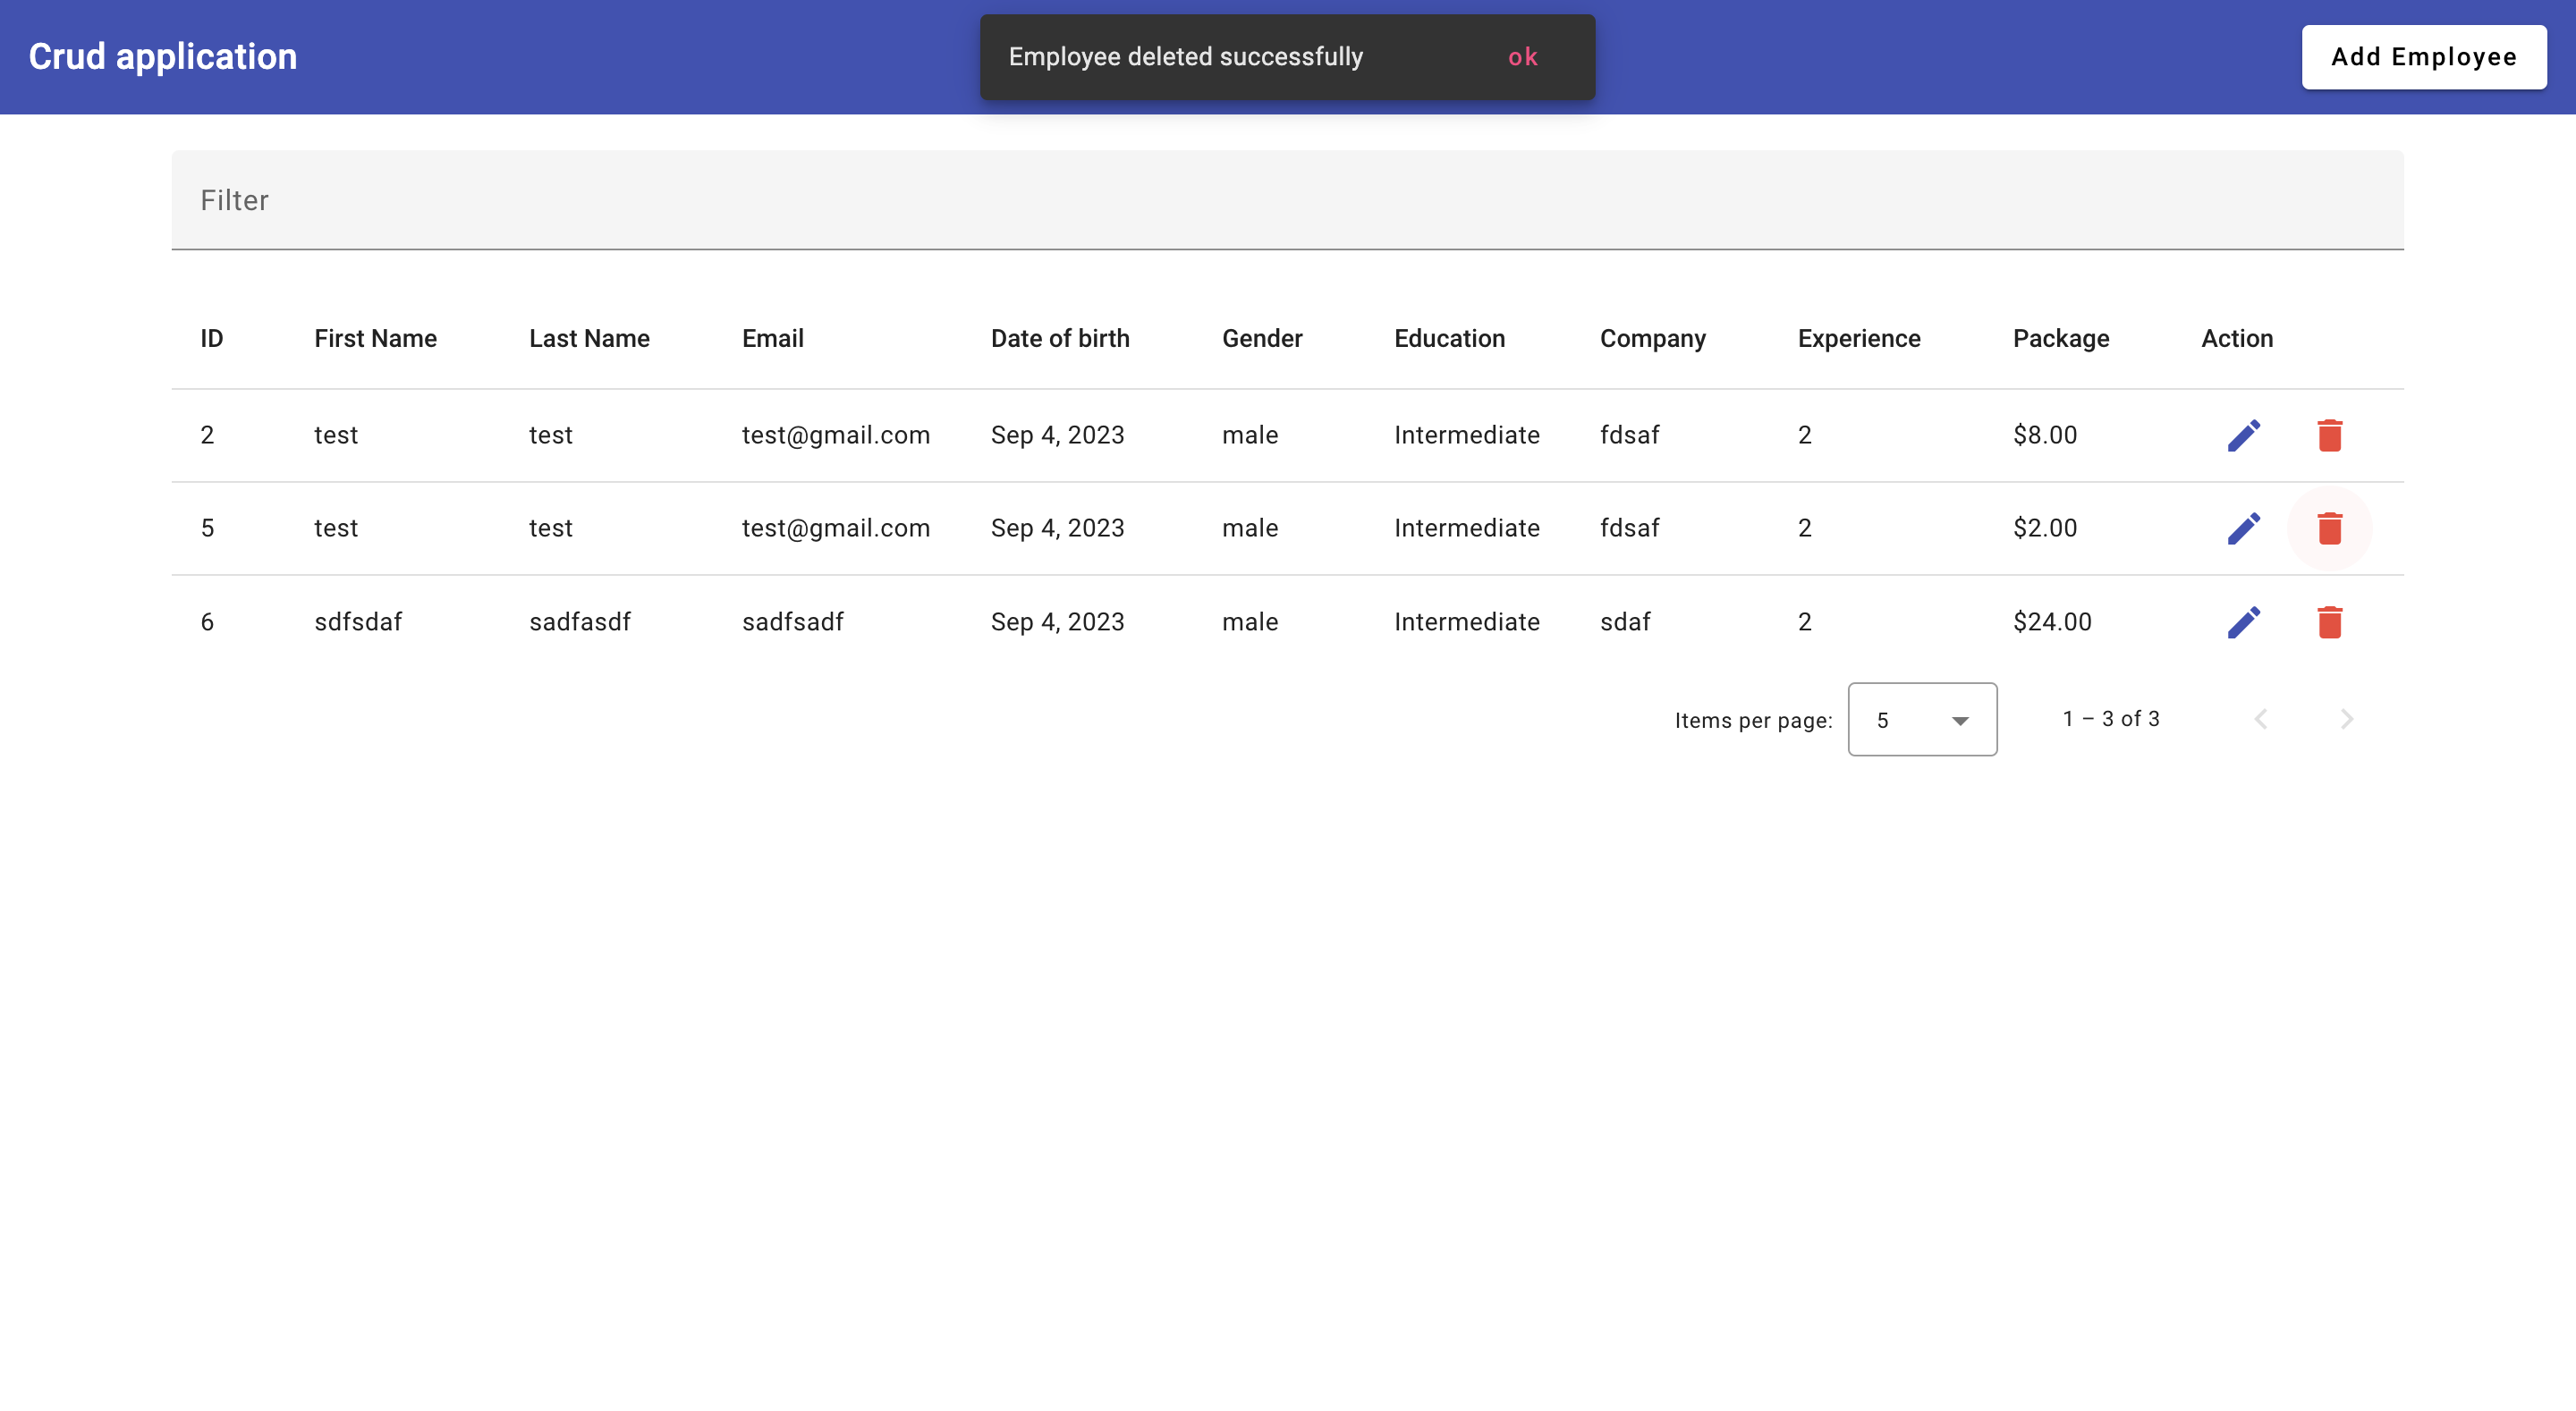 Crud application
Employee deleted successfully ok
Add Employee
Filter
ID First Name Last Name Email Date of birth Gender Education Company Experience Package Action
2 test test test@gmail.com Sep 4, 2023 male Intermediate fdsaf 2 $8.00
5 test test test@gmail.com Sep 4, 2023 male Intermediate fdsaf 2 $2.00
6 sdfsdaf sadfasdf sadfsadf Sep 4, 2023 male Intermediate sdaf 2 $24.00
Items per page: 5 1 – 3 of 3